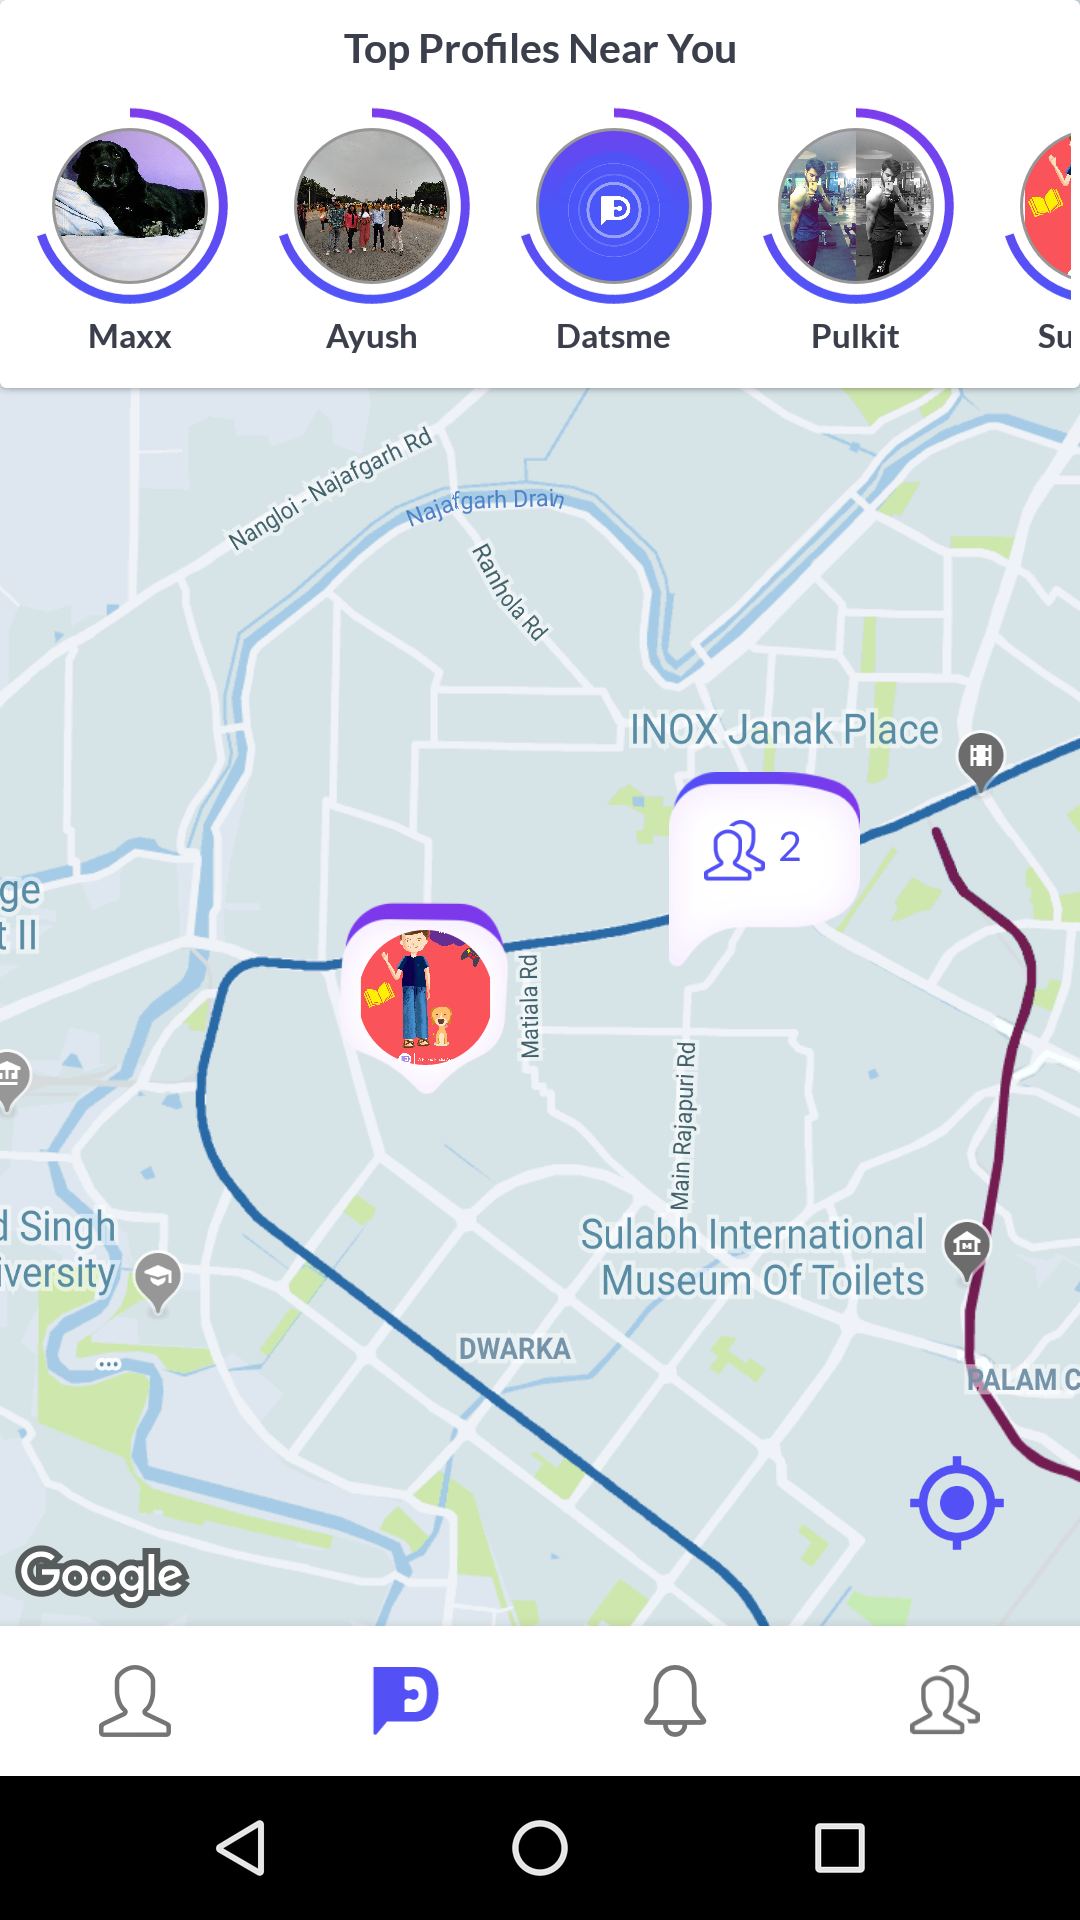 Top Profiles Near You
Maxx
Ayush
Datsme
Pulkit
Su
Nangloi - Najafgarh Rd
Najafgarh Drain
Ranhola Rd
INOX Janak Place
2
ge
t II
Matiala Rd
Main Rajapuri Rd
d Singh
iversity
Sulabh International
Museum Of Toilets
DWARKA
PALAM C
Google